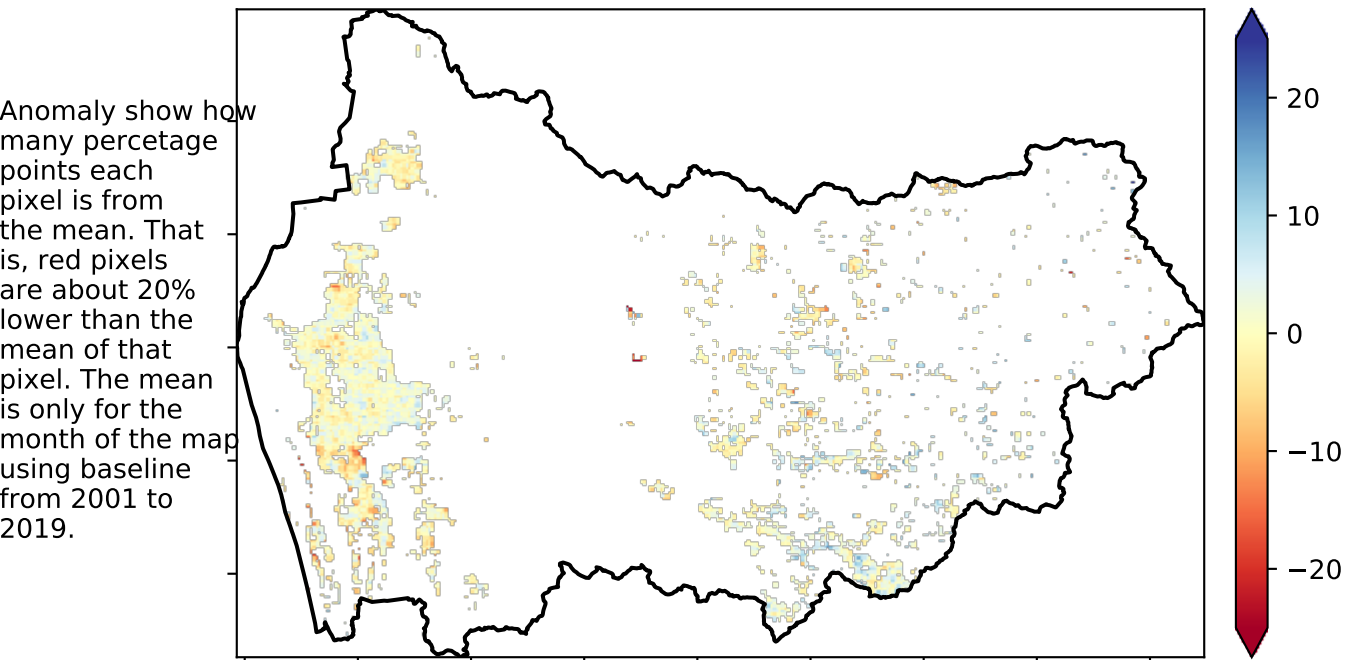 Anomaly show how
many percetage
points each
pixel is from
the mean. That
is, red pixels
are about 20%
lower than the
mean of that
pixel. The mean
is only for the
month of the map
using baseline
from 2001 to
2019.
20
10
0
−10
−20